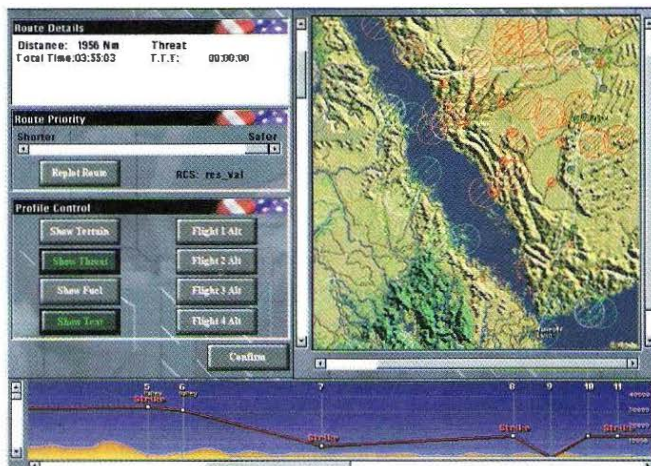 Route Details
Distance: 1956 Nm Threat
Total Time:03:55:03 T.T.T: 00:00:00
Route Priority
Shorter Safer
Replot Route RCS: res_val
Profile Control
Show Terrain Flight 1 Alt
Show Threat Flight 2 Alt
Show Fuel Flight 3 Alt
Show Text Flight 4 Alt
Confirm
5 6 7 8 9 10 11
Strike Strike Strike Strike